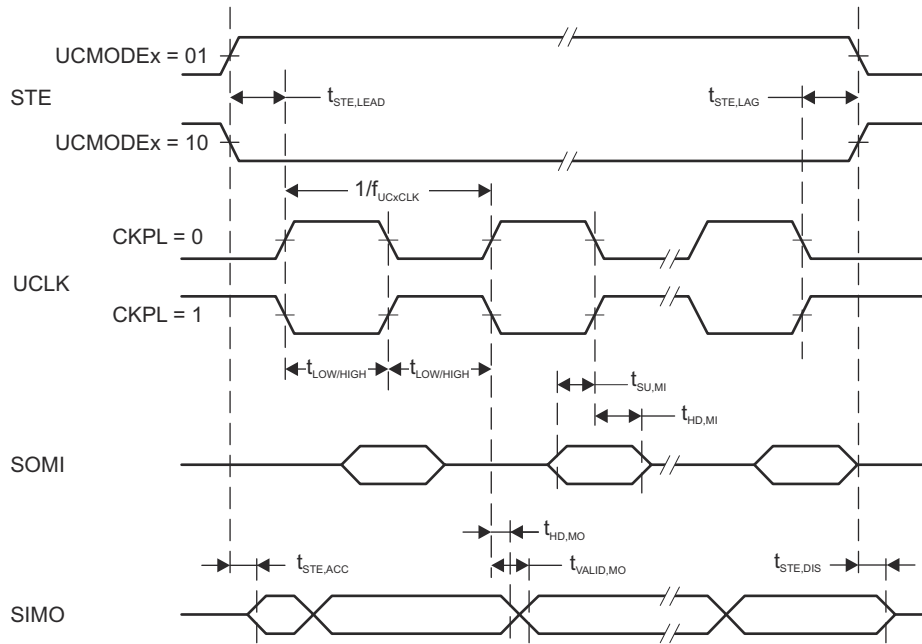 UCMODEx = 01
STE
tSTE,LEAD
tSTE,LAG
UCMODEx = 10
1/fUCxCLK
CKPL = 0
UCLK
CKPL = 1
tLOW/HIGH tLOW/HIGH
tSU,MI
tHD,MI
SOMI
tHD,MO
tSTE,ACC
tVALID,MO
tSTE,DIS
SIMO